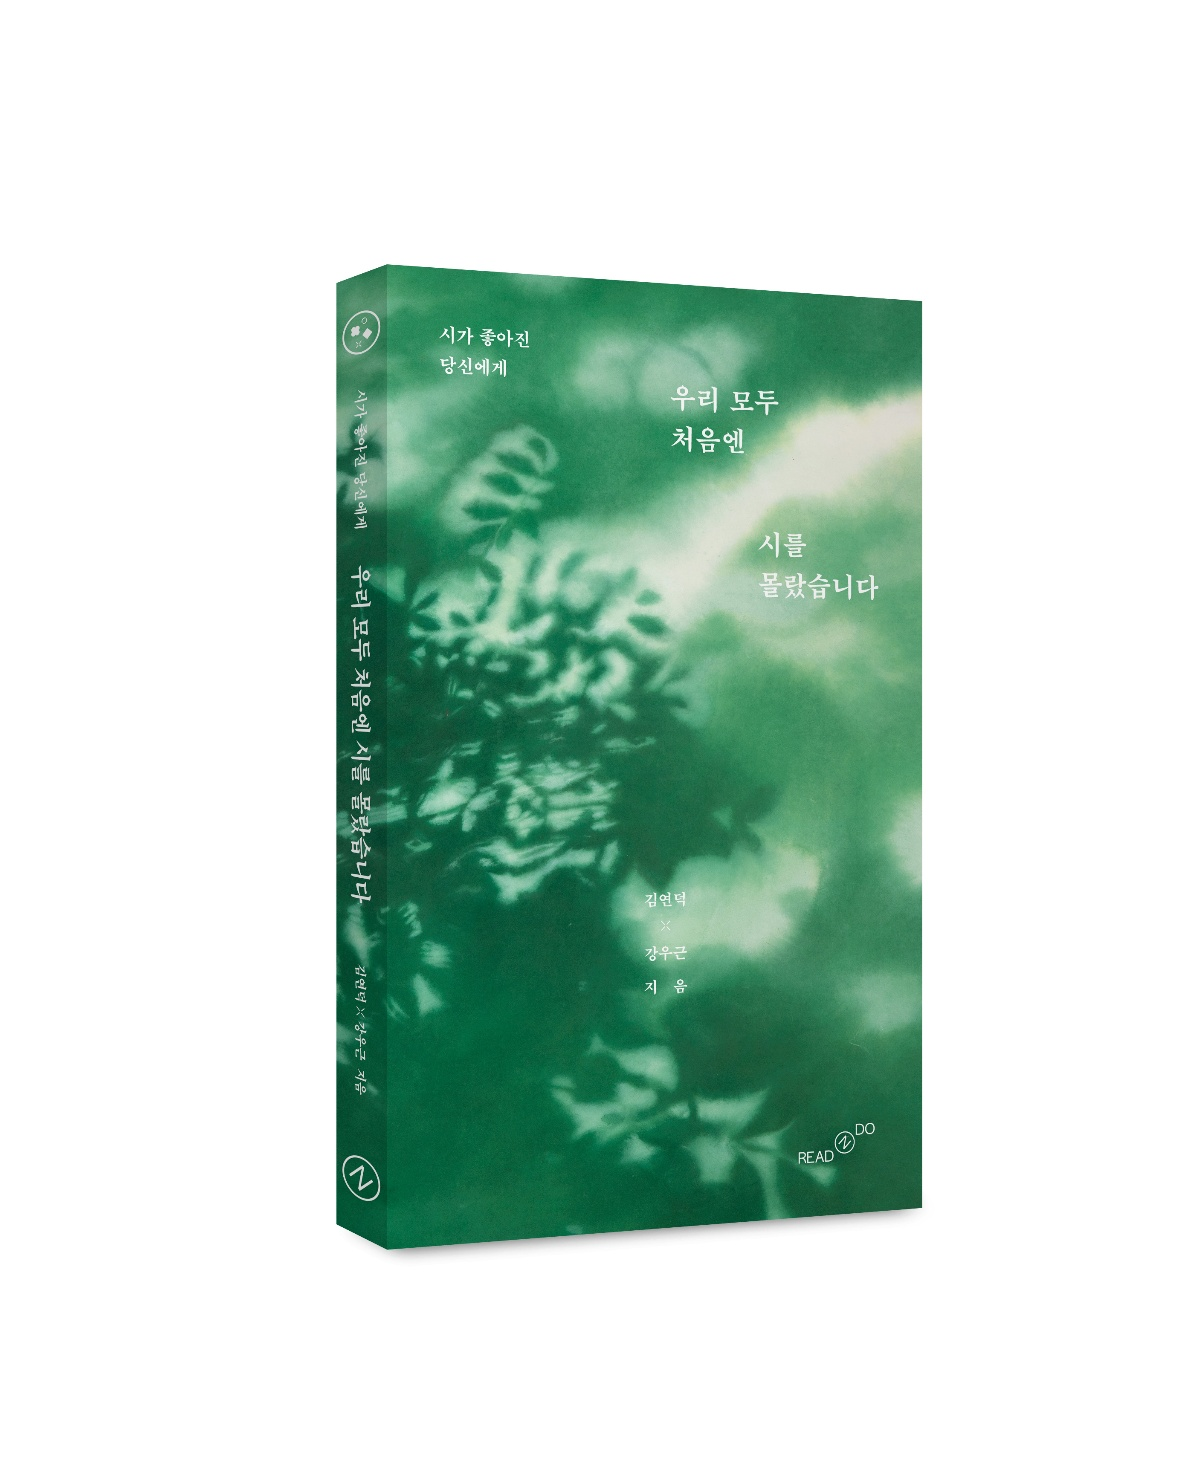 시가 좋아진
당신에게
우리 모두
처음엔
시를
몰랐습니다
김연덕
×
강우근
지 음
READ N DO
시가 좋아진 당신에게 우리 모두 처음엔 시를 몰랐습니다 김연덕 × 강우근 지음
N